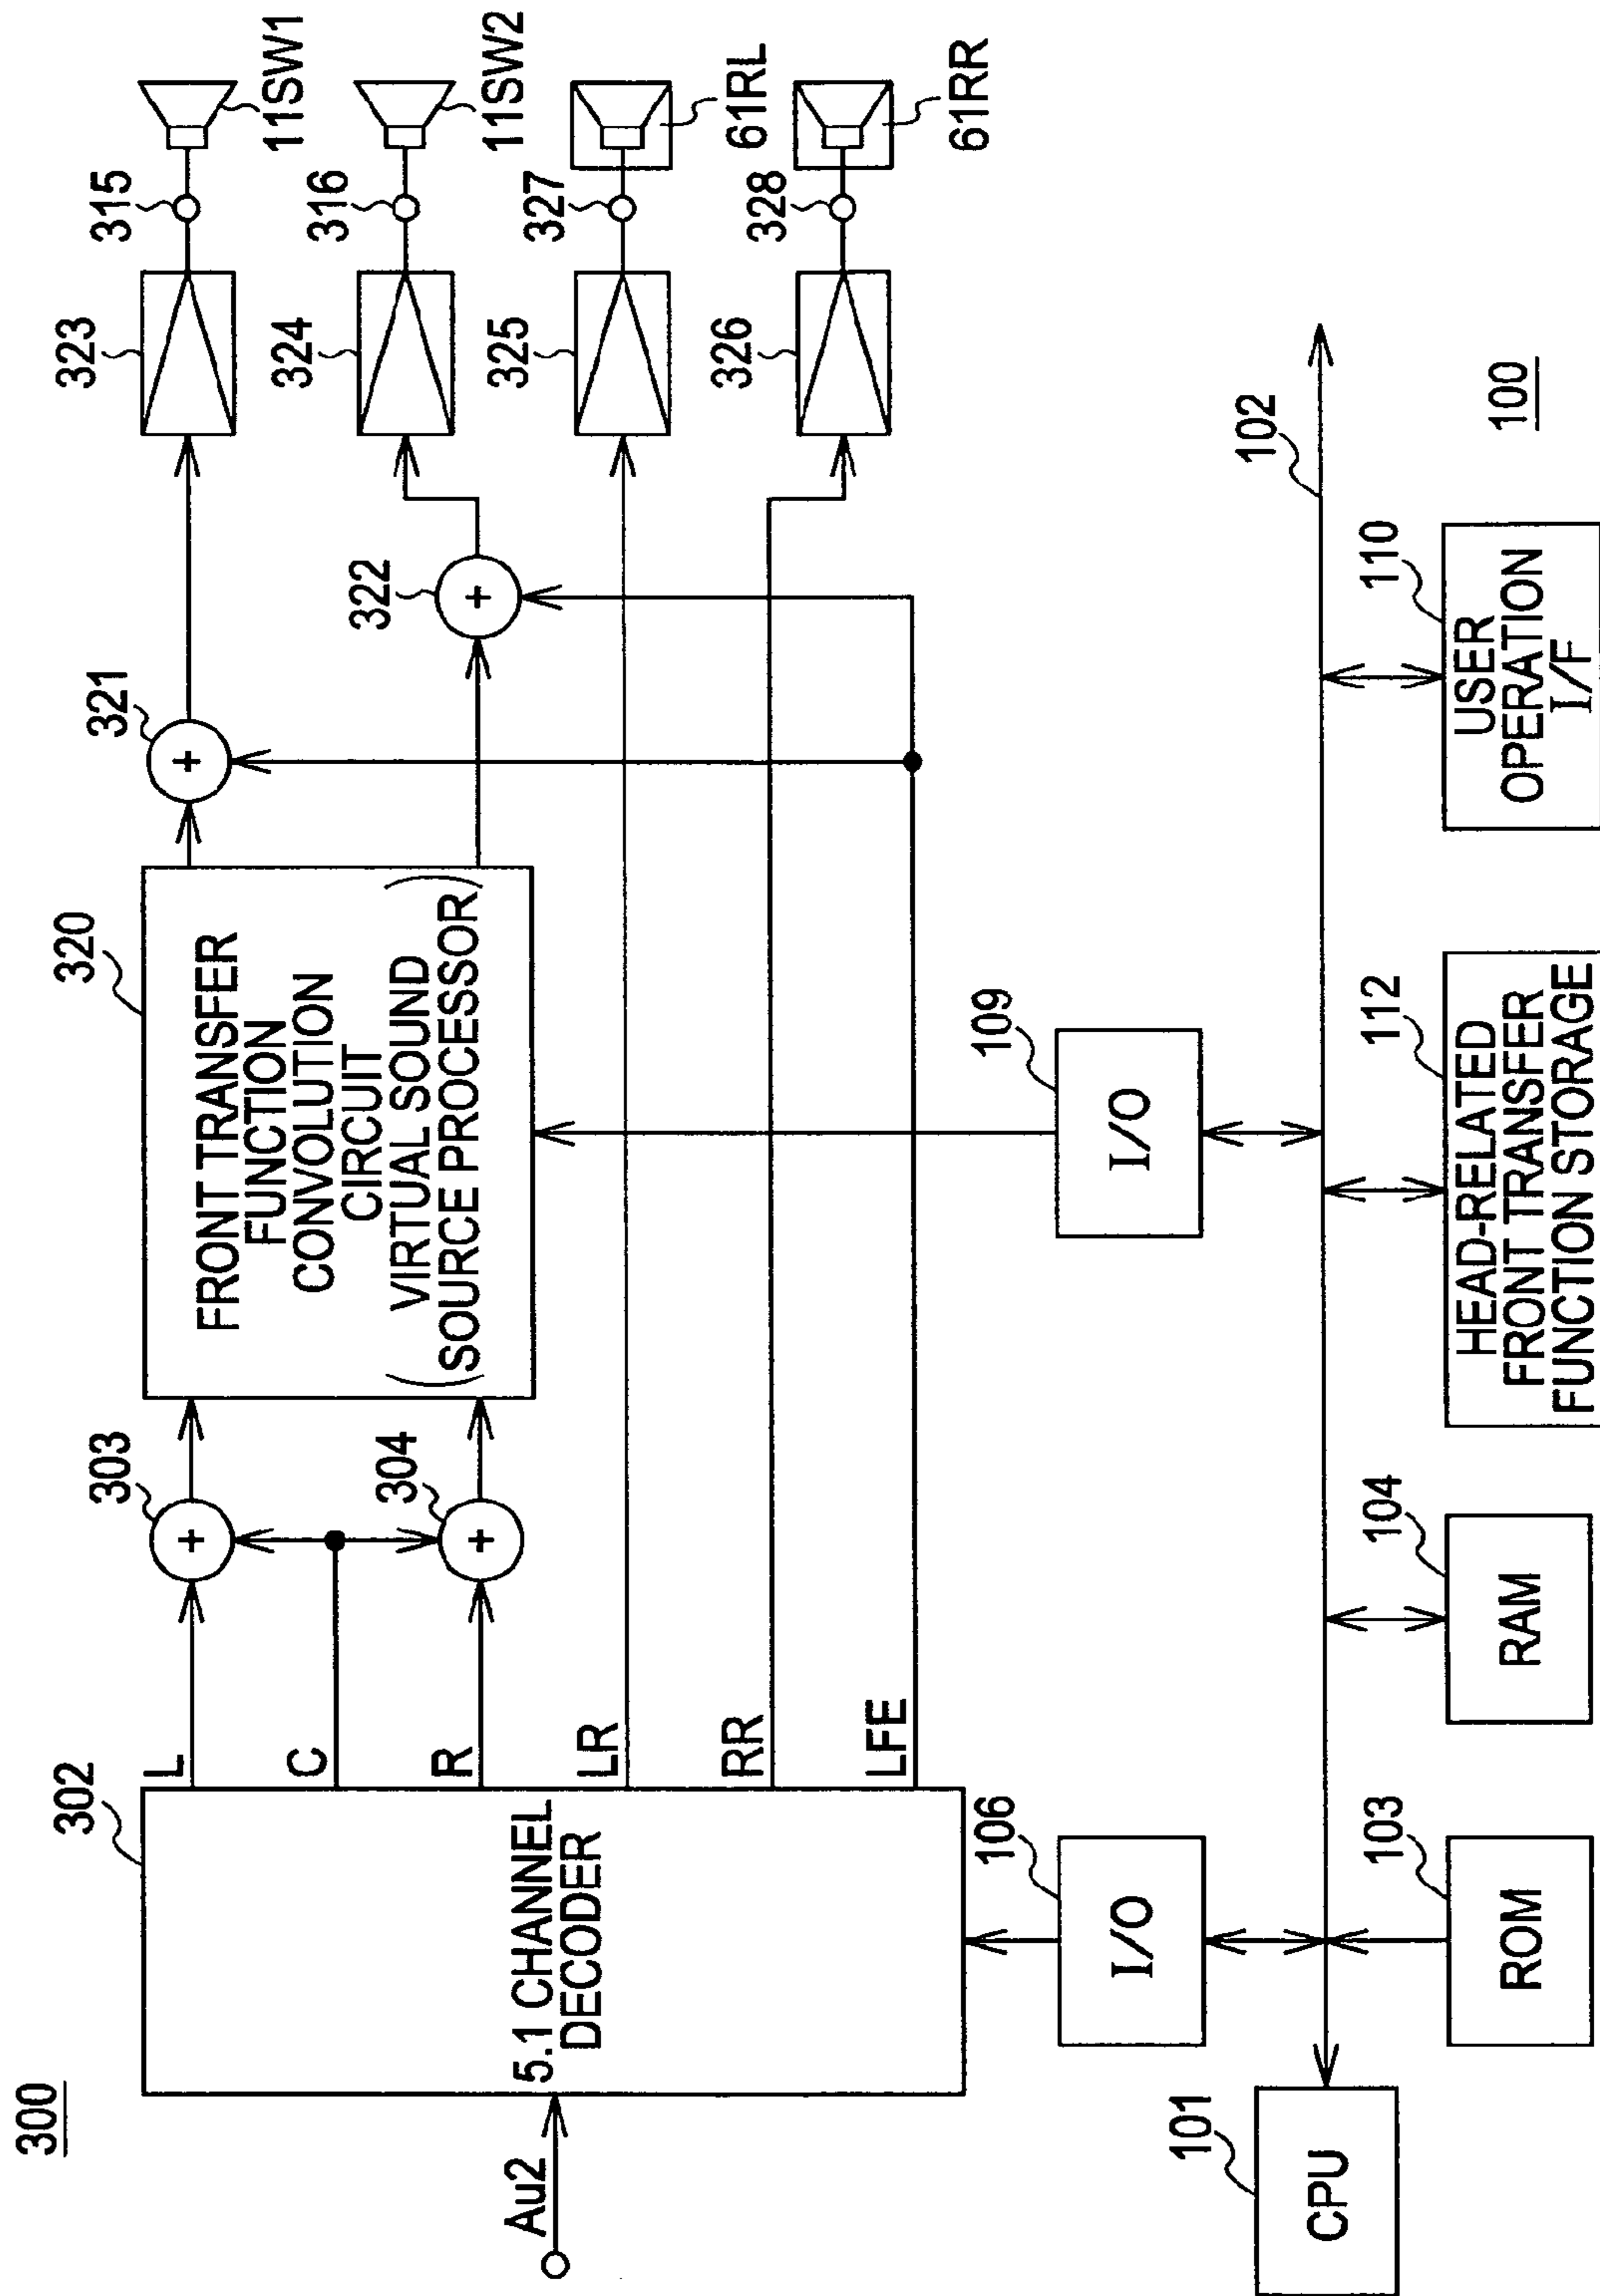 300
302
Au2
5.1 CHANNEL
DECODER
L
C
R
LR
RR
LFE
303
304
320
FRONT TRANSFER
FUNCTION
CONVOLUTION
CIRCUIT
(VIRTUAL SOUND
SOURCE PROCESSOR)
321
322
323
324
325
326
315
316
327
328
11SW1
11SW2
61RL
61RR
106
I/O
109
I/O
101
CPU
102
103
ROM
104
RAM
112
HEAD-RELATED
FRONT TRANSFER
FUNCTION STORAGE
110
USER
OPERATION
I/F
100
+
+
+
+